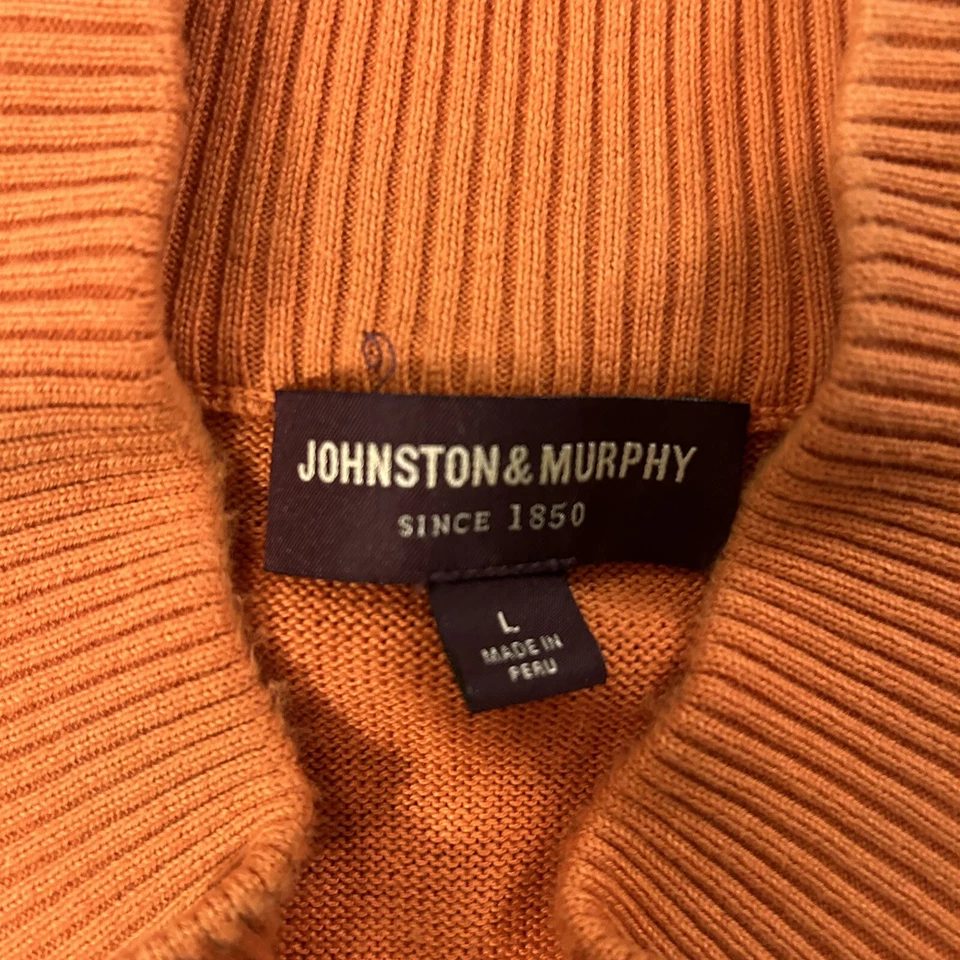 JOHNSTON & MURPHY
SINCE 1850
L
MADE IN
PERU